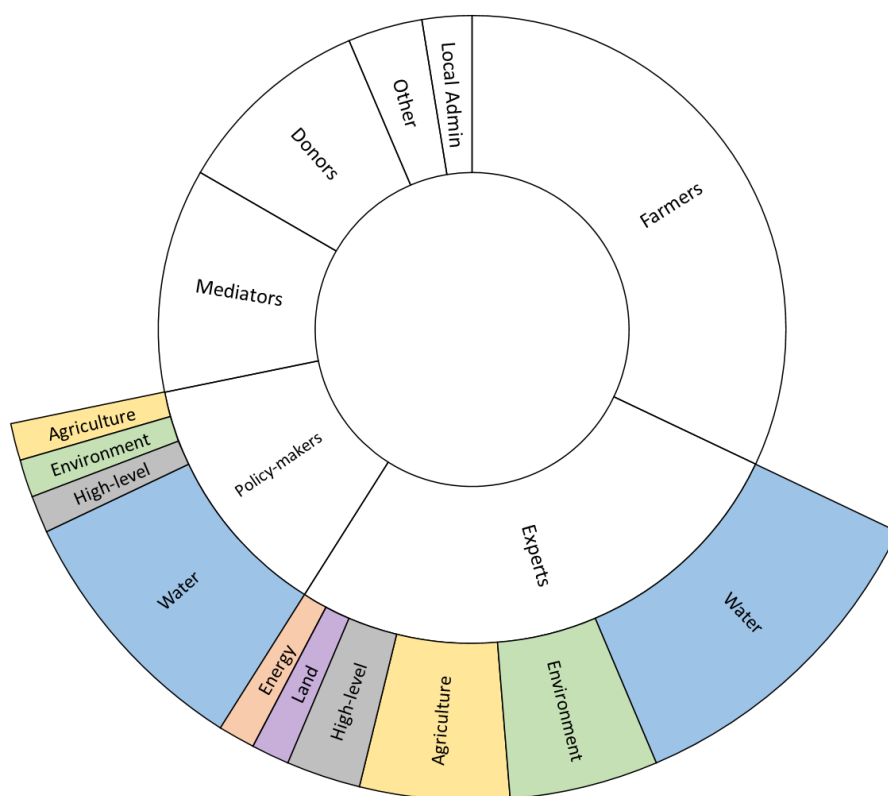 Local Admin
Other
Donors
Farmers
Mediators
Policy-makers
Experts
Agriculture
Environment
High-level
Water
Energy
Land
High-level
Agriculture
Environment
Water